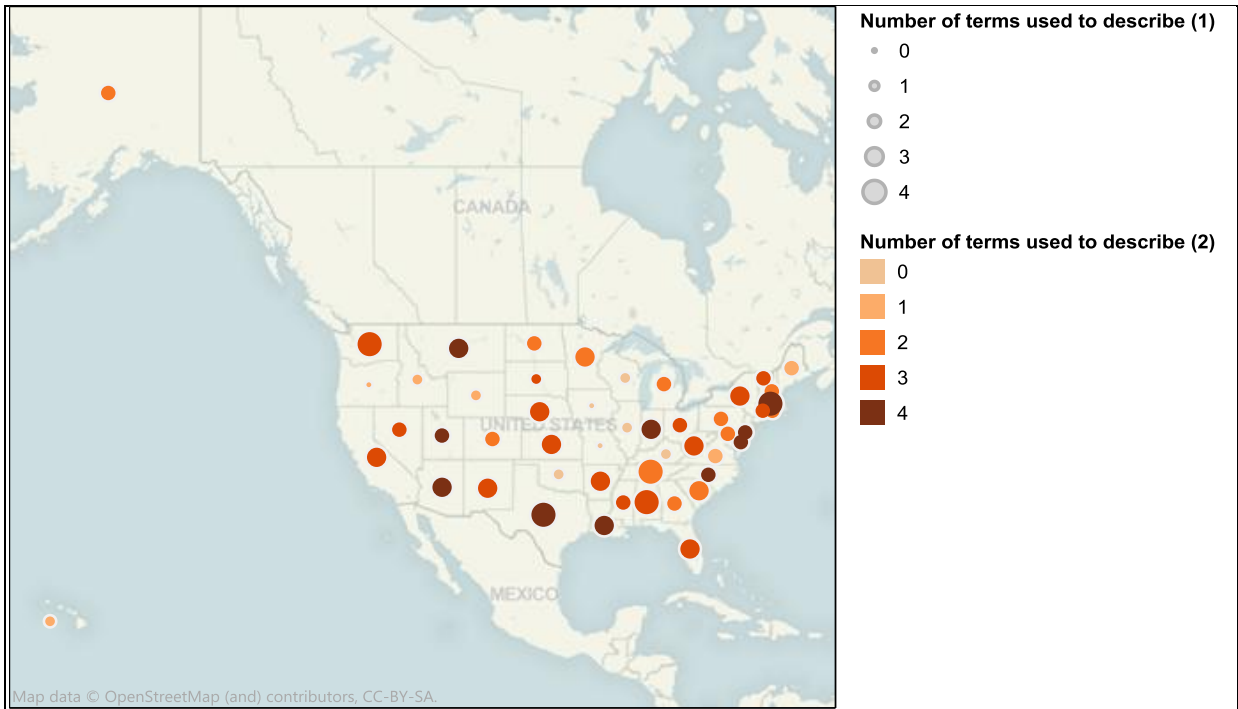 Number of terms used to describe (1)
0
1
2
3
4
Number of terms used to describe (2)
0
1
2
3
4
CANADA
UNITED STATES
MEXICO
Map data © OpenStreetMap (and) contributors, CC-BY-SA.